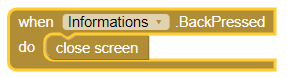 when Informations .BackPressed
do close screen